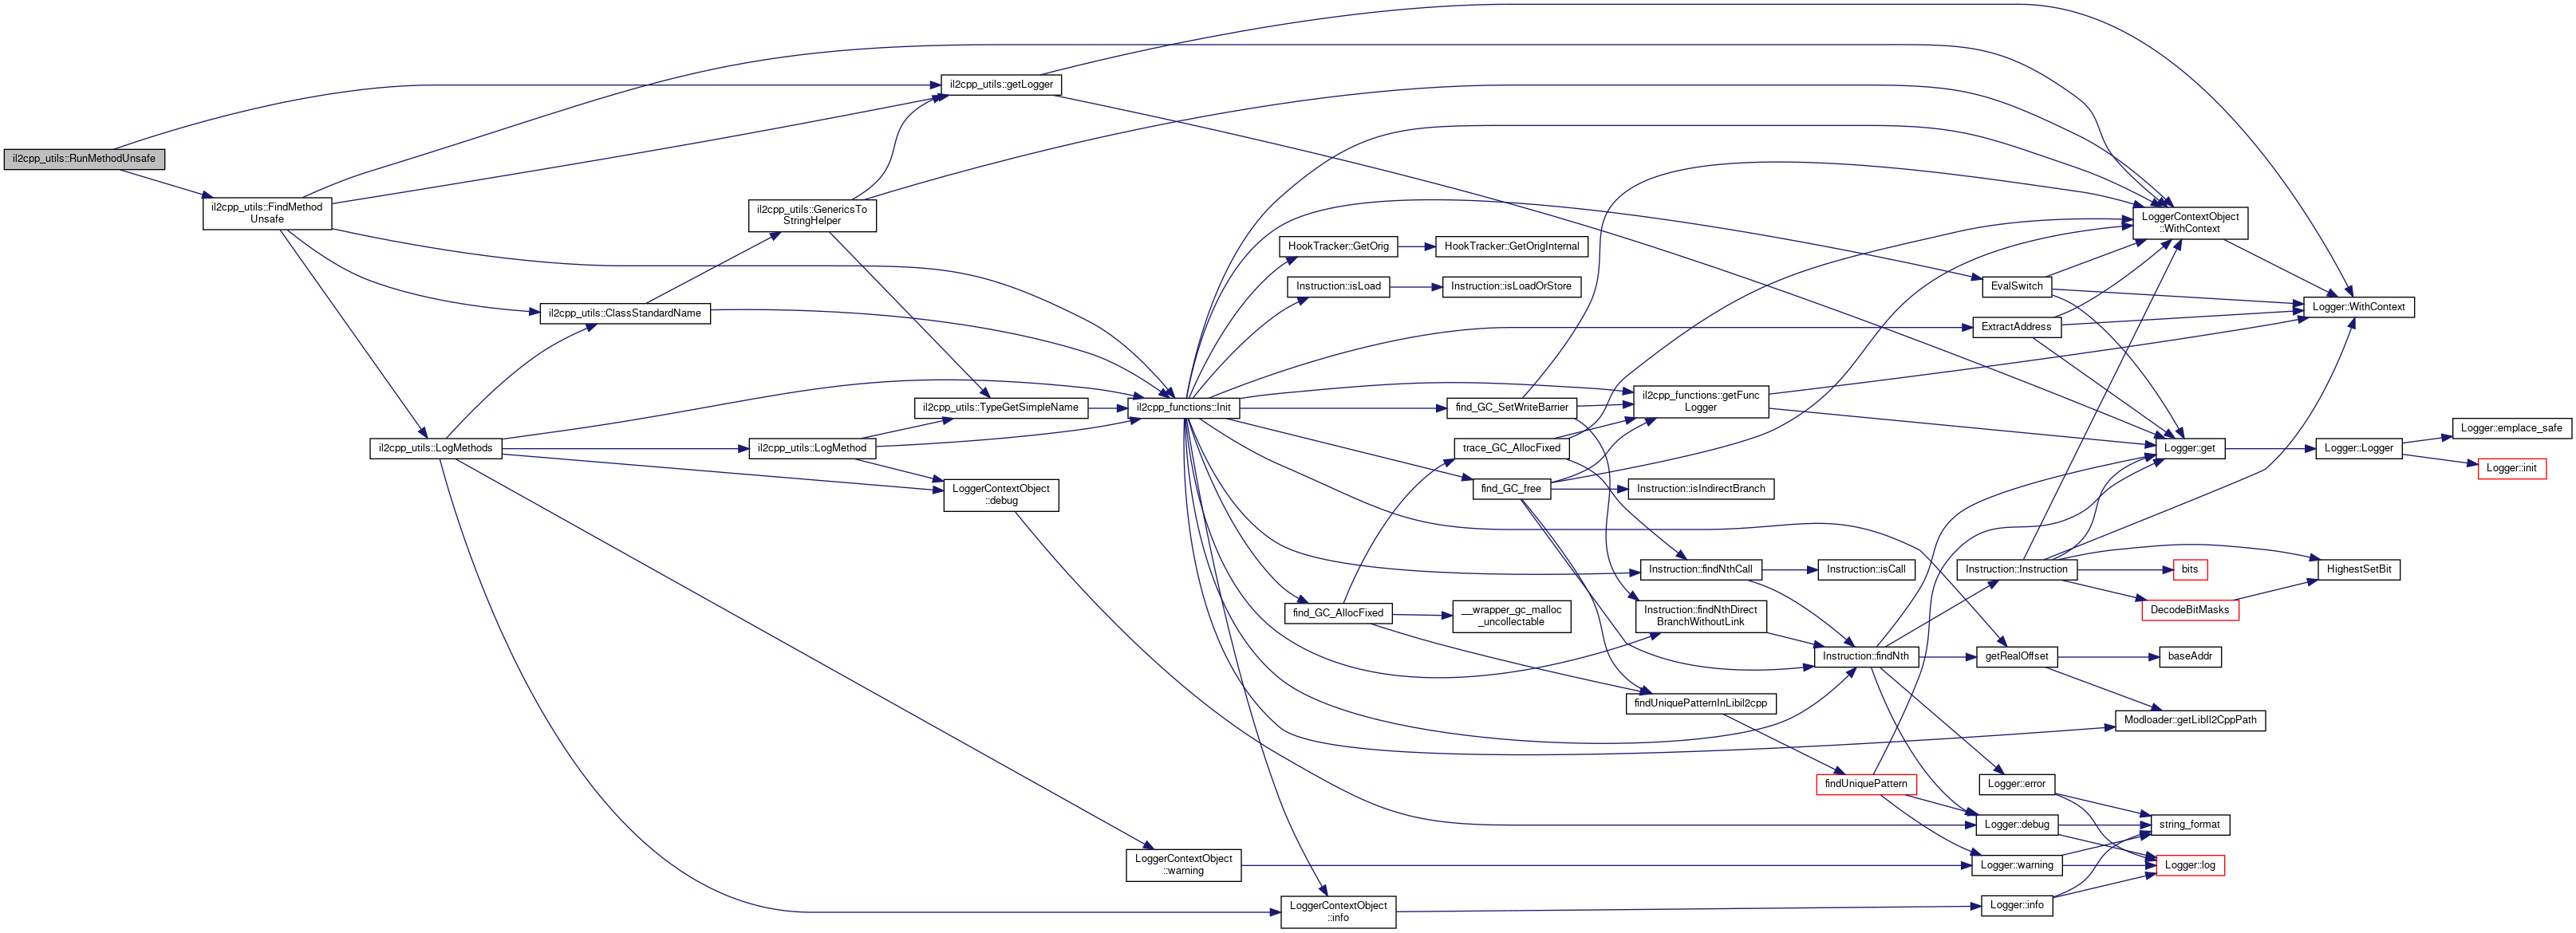 il2cpp_utils::RunMethodUnsafe
il2cpp_utils::FindMethod
Unsafe
il2cpp_utils::LogMethods
il2cpp_utils::ClassStandardName
il2cpp_utils::GenericsTo
StringHelper
il2cpp_utils::LogMethod
il2cpp_utils::getLogger
il2cpp_utils::TypeGetSimpleName
LoggerContextObject
::debug
il2cpp_functions::Init
LoggerContextObject
::warning
HookTracker::GetOrig
Instruction::isLoad
find_GC_AllocFixed
LoggerContextObject
::info
HookTracker::GetOrigInternal
Instruction::isLoadOrStore
find_GC_SetWriteBarrier
trace_GC_AllocFixed
find_GC_free
__wrapper_gc_malloc
_uncollectable
il2cpp_functions::getFunc
Logger
Instruction::isIndirectBranch
Instruction::findNthCall
Instruction::findNthDirect
BranchWithoutLink
findUniquePatternInLibil2cpp
Instruction::isCall
Instruction::findNth
findUniquePattern
EvalSwitch
ExtractAddress
Instruction::Instruction
getRealOffset
Logger::error
Logger::debug
Logger::warning
Logger::info
LoggerContextObject
::WithContext
Logger::get
bits
DecodeBitMasks
baseAddr
Modloader::getLibIl2CppPath
string_format
Logger::log
Logger::WithContext
Logger::Logger
HighestSetBit
Logger::emplace_safe
Logger::init